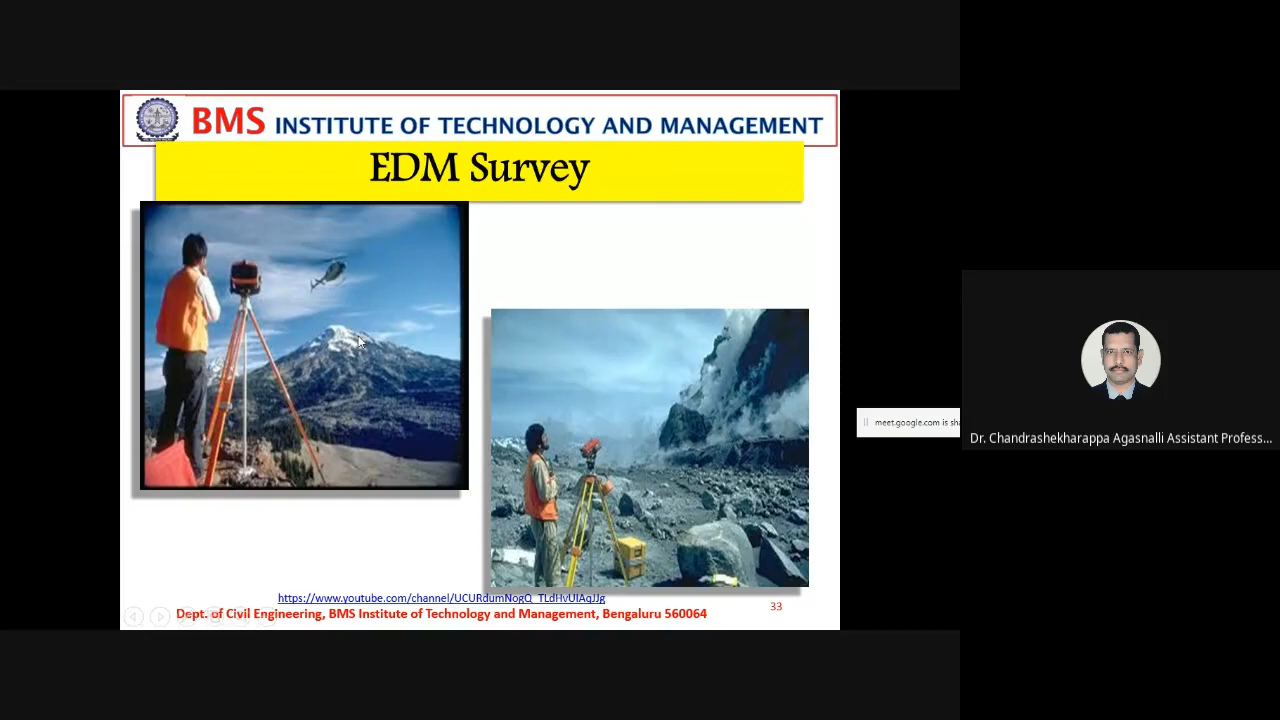 BMS INSTITUTE OF TECHNOLOGY AND MANAGEMENT
EDM Survey
meet.google.com is sha
Dr. Chandrashekharappa Agasnalli Assistant Profess...
https://www.youtube.com/channel/UCURdumNogQ_TLdHvUIAqJJg
33
Dept. of Civil Engineering, BMS Institute of Technology and Management, Bengaluru 560064